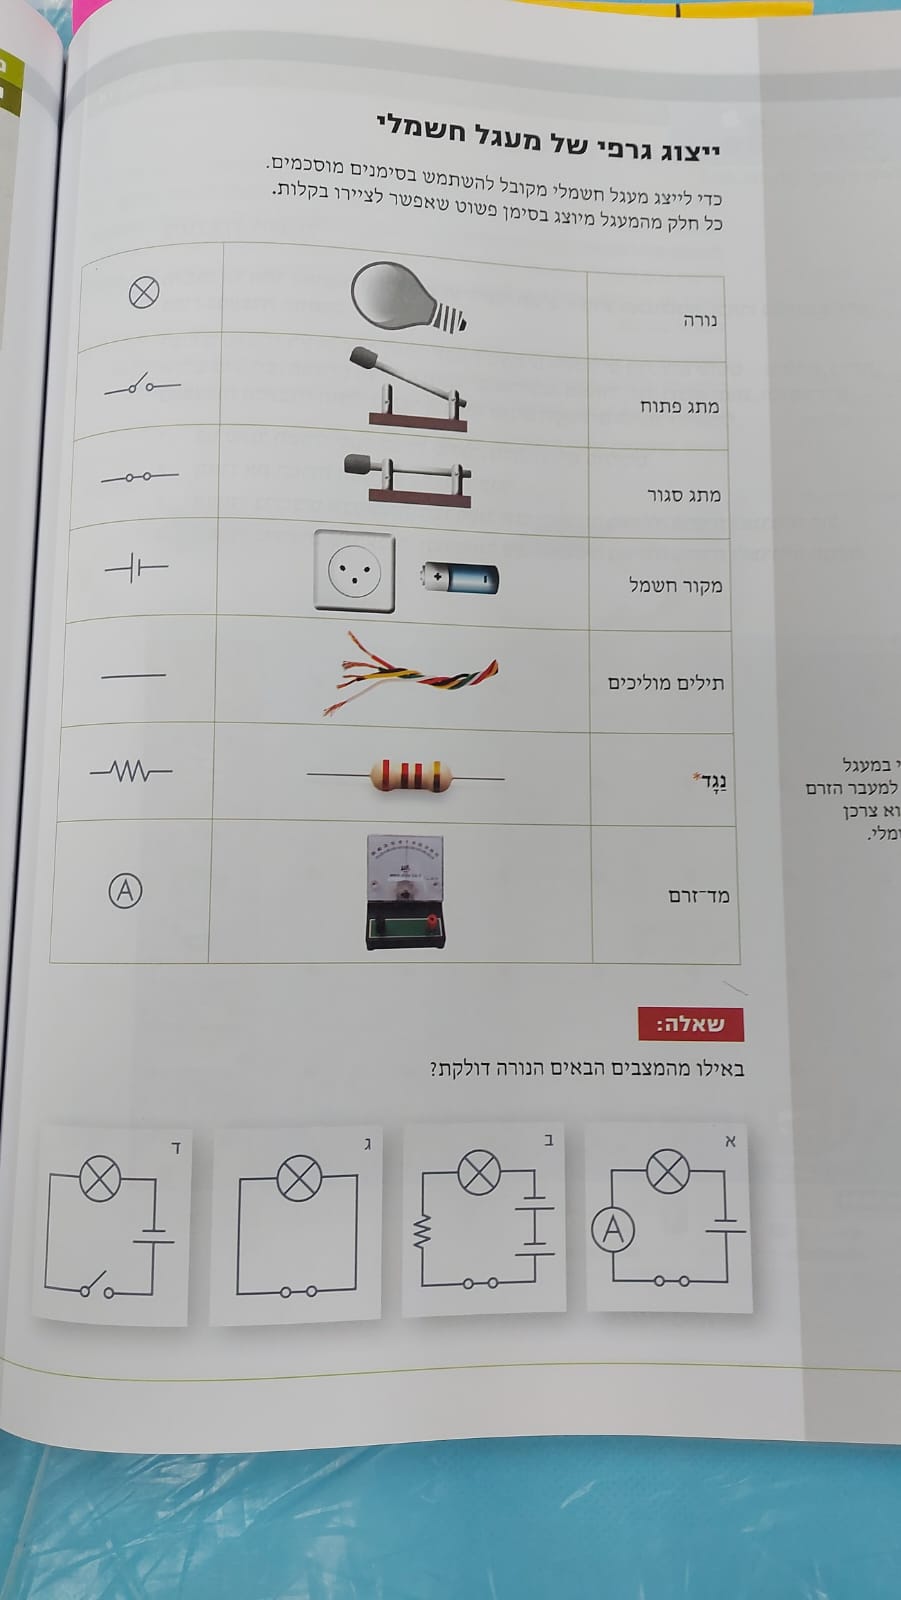 ייצוג גרפי של מעגל חשמלי
כדי לייצג מעגל חשמלי מקובל להשתמש בסימנים מוסכמים.
כל חלק מהמעגל מיוצג בסימן פשוט שאפשר לציירו בקלות.
נורה
מתג פתוח
מתג סגור
מקור חשמל
+ -
תילים מוליכים
נַגָּד*
מד־זרם
A
י במעגל
למעבר הזרם
וא צרכן
שאלה:
באילו מהמצבים הבאים הנורה דולקת?
א
A
ב
ג
ד